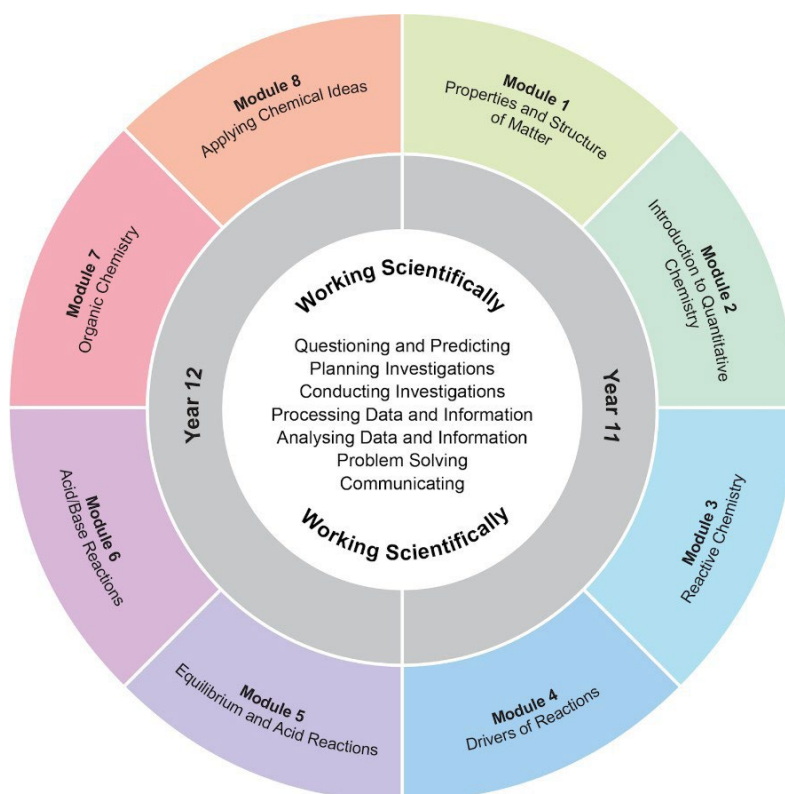 Working Scientifically
Questioning and Predicting
Planning Investigations
Conducting Investigations
Processing Data and Information
Analysing Data and Information
Problem Solving
Communicating
Working Scientifically
Year 11
Year 12
Module 1
Properties and Structure
of Matter
Module 2
Introduction to Quantitative
Chemistry
Module 3
Reactive Chemistry
Module 4
Drivers of Reactions
Module 5
Equilibrium and Acid Reactions
Module 6
Acid/Base Reactions
Module 7
Organic Chemistry
Module 8
Applying Chemical Ideas